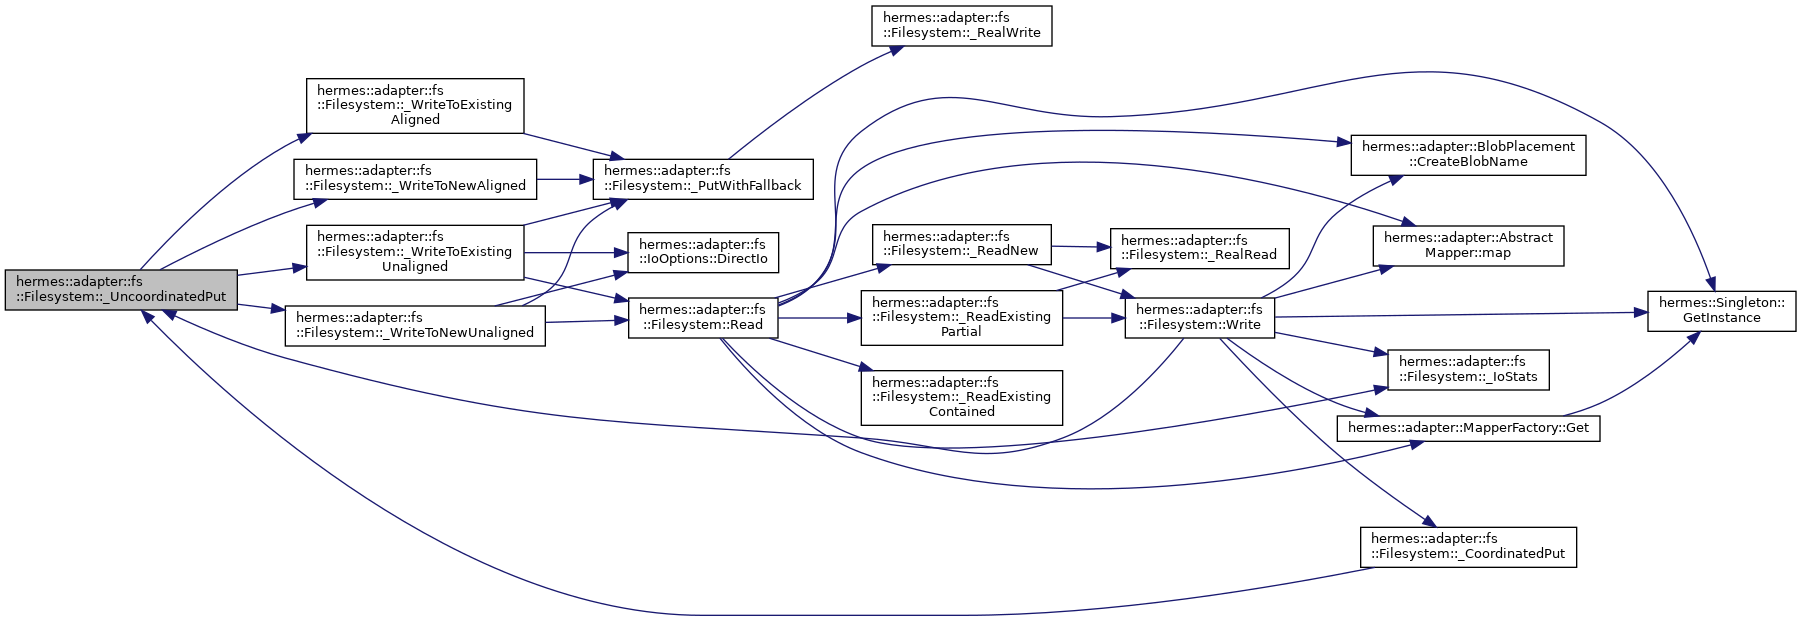 hermes::adapter::fs
::Filesystem::_UncoordinatedPut
hermes::adapter::fs
::Filesystem::_WriteToExisting
Aligned
hermes::adapter::fs
::Filesystem::_WriteToNewAligned
hermes::adapter::fs
::Filesystem::_WriteToExisting
Unaligned
hermes::adapter::fs
::Filesystem::_WriteToNewUnaligned
hermes::adapter::fs
::Filesystem::_PutWithFallback
hermes::adapter::fs
::IoOptions::DirectIo
hermes::adapter::fs
::Filesystem::Read
hermes::adapter::fs
::Filesystem::_RealWrite
hermes::adapter::fs
::Filesystem::_ReadNew
hermes::adapter::fs
::Filesystem::_ReadExisting
Partial
hermes::adapter::fs
::Filesystem::_ReadExisting
Contained
hermes::adapter::fs
::Filesystem::_RealRead
hermes::adapter::fs
::Filesystem::Write
hermes::adapter::BlobPlacement
::CreateBlobName
hermes::adapter::Abstract
Mapper::map
hermes::adapter::fs
::Filesystem::_IoStats
hermes::adapter::MapperFactory::Get
hermes::adapter::fs
::Filesystem::_CoordinatedPut
hermes::Singleton::
GetInstance